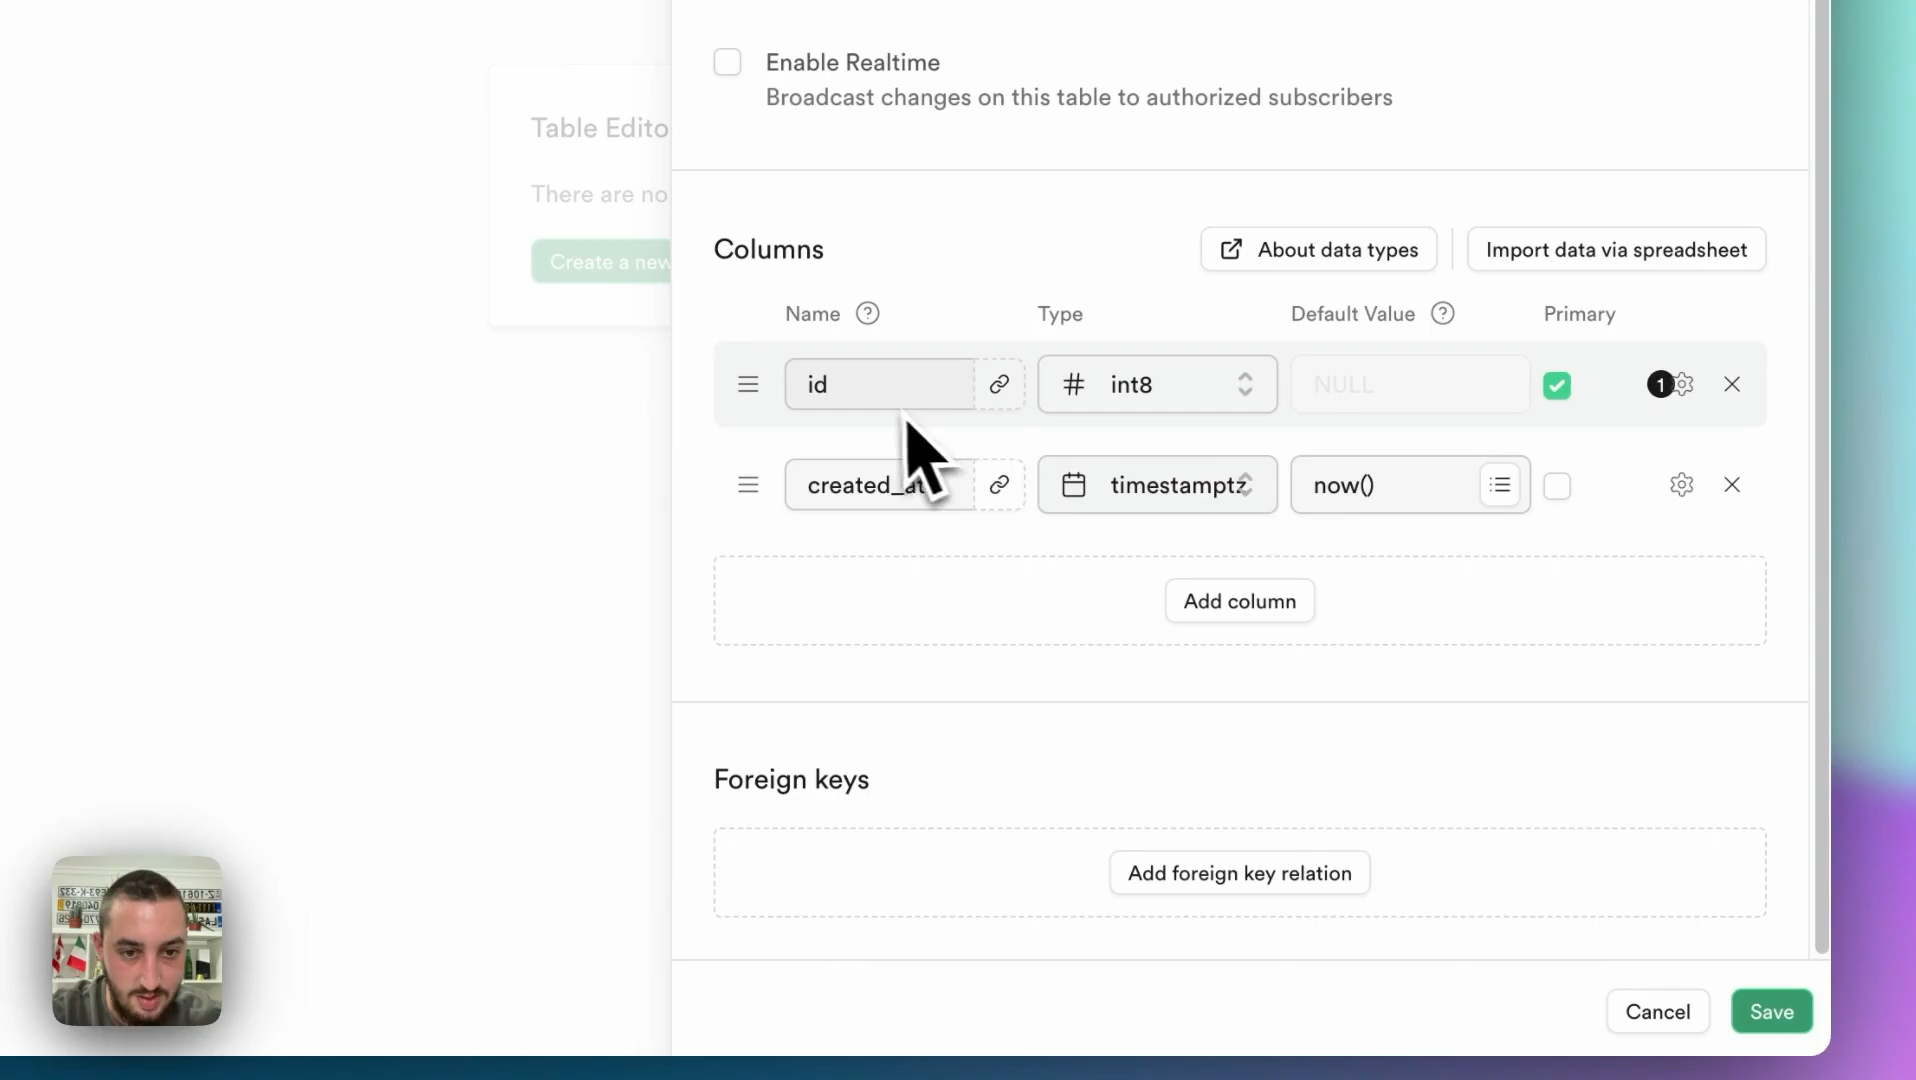 Enable Realtime
Broadcast changes on this table to authorized subscribers
Table Edito
There are no
Create a new
Columns
About data types
Import data via spreadsheet
Name
Type
Default Value
Primary
id
int8
NULL
1
created_at
timestamptz
now()
Add column
Foreign keys
Add foreign key relation
Cancel
Save